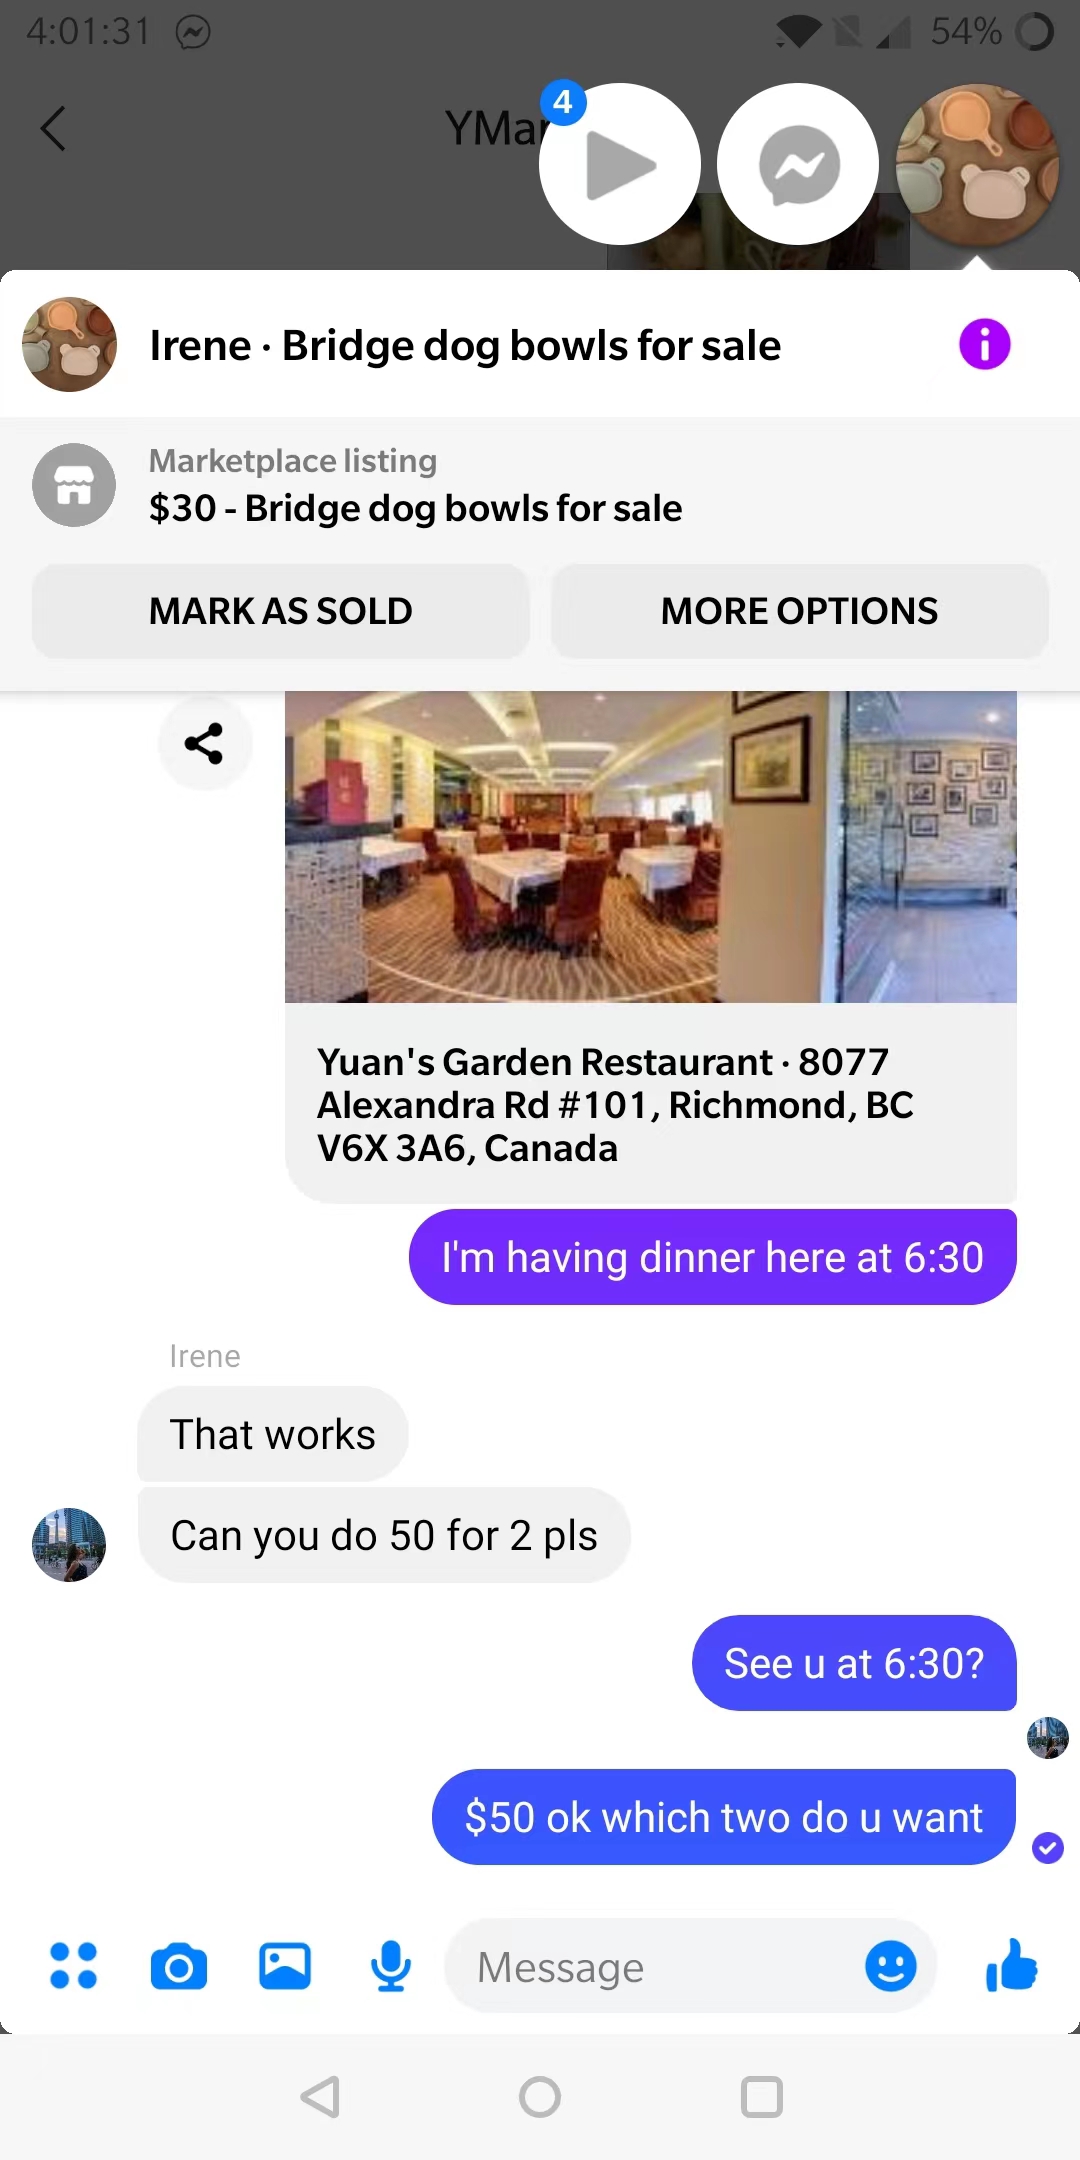 4:01:31
54%
YMar
4
Irene · Bridge dog bowls for sale
Marketplace listing
$30 - Bridge dog bowls for sale
MARK AS SOLD
MORE OPTIONS
Yuan's Garden Restaurant · 8077
Alexandra Rd #101, Richmond, BC
V6X 3A6, Canada
I'm having dinner here at 6:30
Irene
That works
Can you do 50 for 2 pls
See u at 6:30?
$50 ok which two do u want
Message